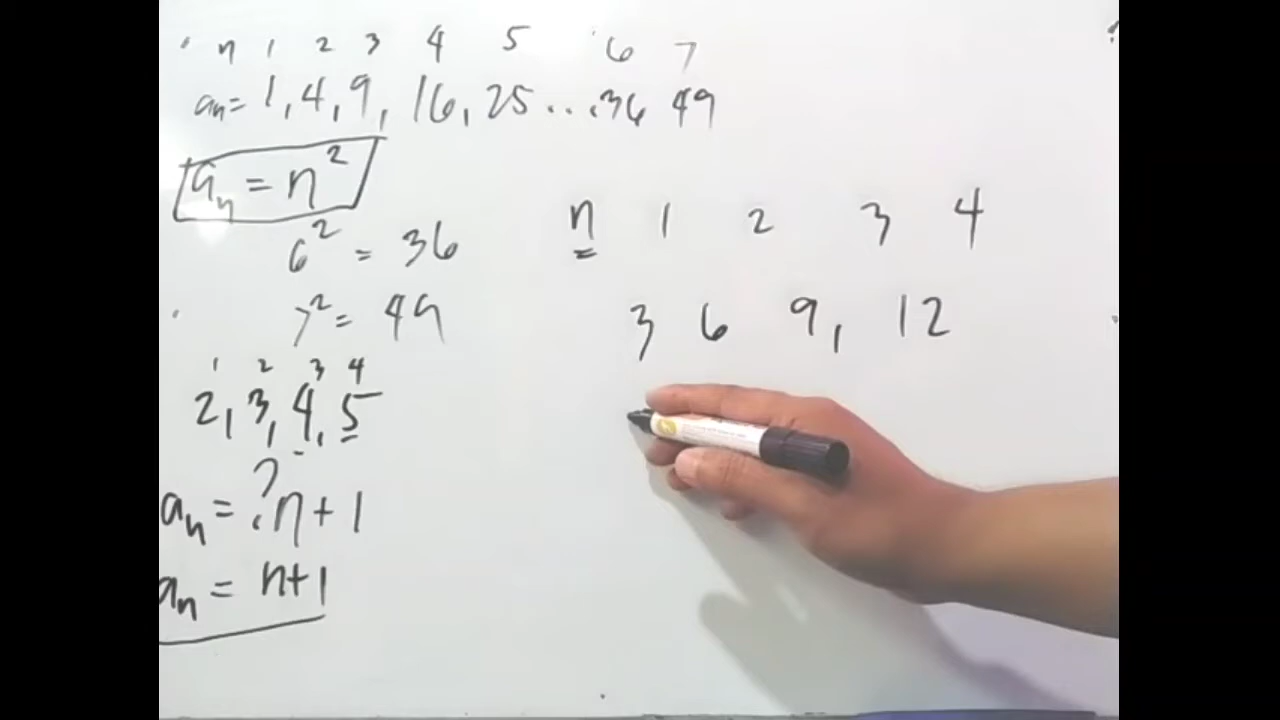 n 1 2 3 4 5 6 7
an= 1, 4, 9, 16, 25 ... 36 49
an = n²
6² = 36
7² = 49
1 2 3 4
2, 3, 4, 5
an = ? n + 1
an = n+1
n 1 2 3 4
3 6 9, 12